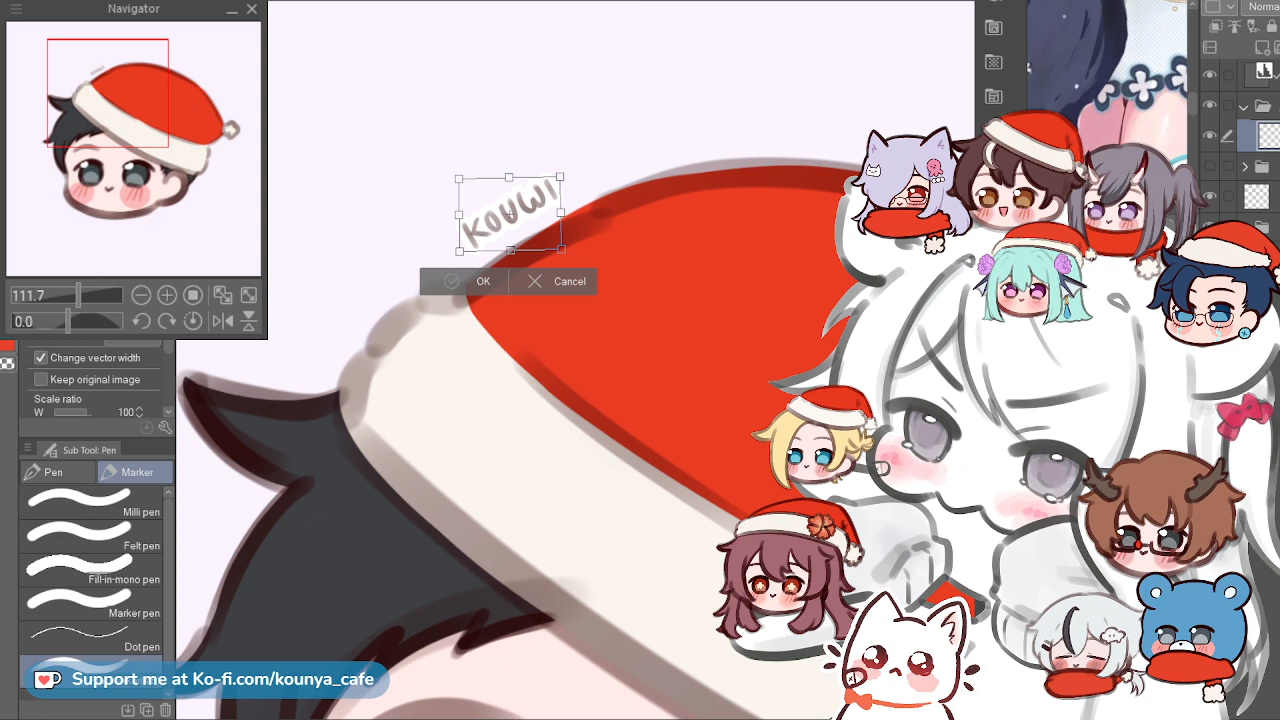 Navigator
Norma
111.7
0.0
KOUWI
OK
Cancel
Change vector width
Keep original image
Scale ratio
W
100
Sub Tool: Pen
Pen
Marker
Milli pen
Felt pen
Fill-in-mono pen
Marker pen
Dot pen
Support me at Ko-fi.com/kounya_cafe